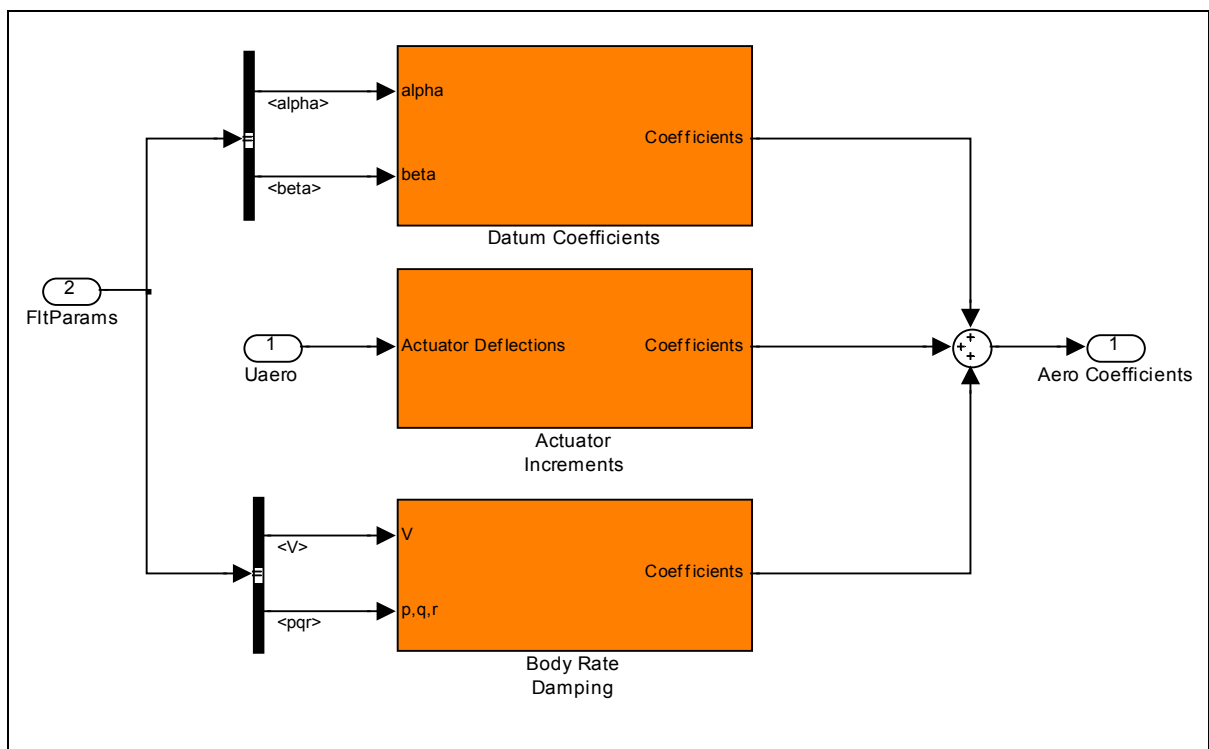 <alpha>
alpha
Coefficients
<beta>
beta
Datum Coefficients
2
FltParams
1
Uaero
Actuator Deflections
Coefficients
Actuator
Increments
+
+
+
1
Aero Coefficients
<V>
V
Coefficients
<pqr>
p,q,r
Body Rate
Damping